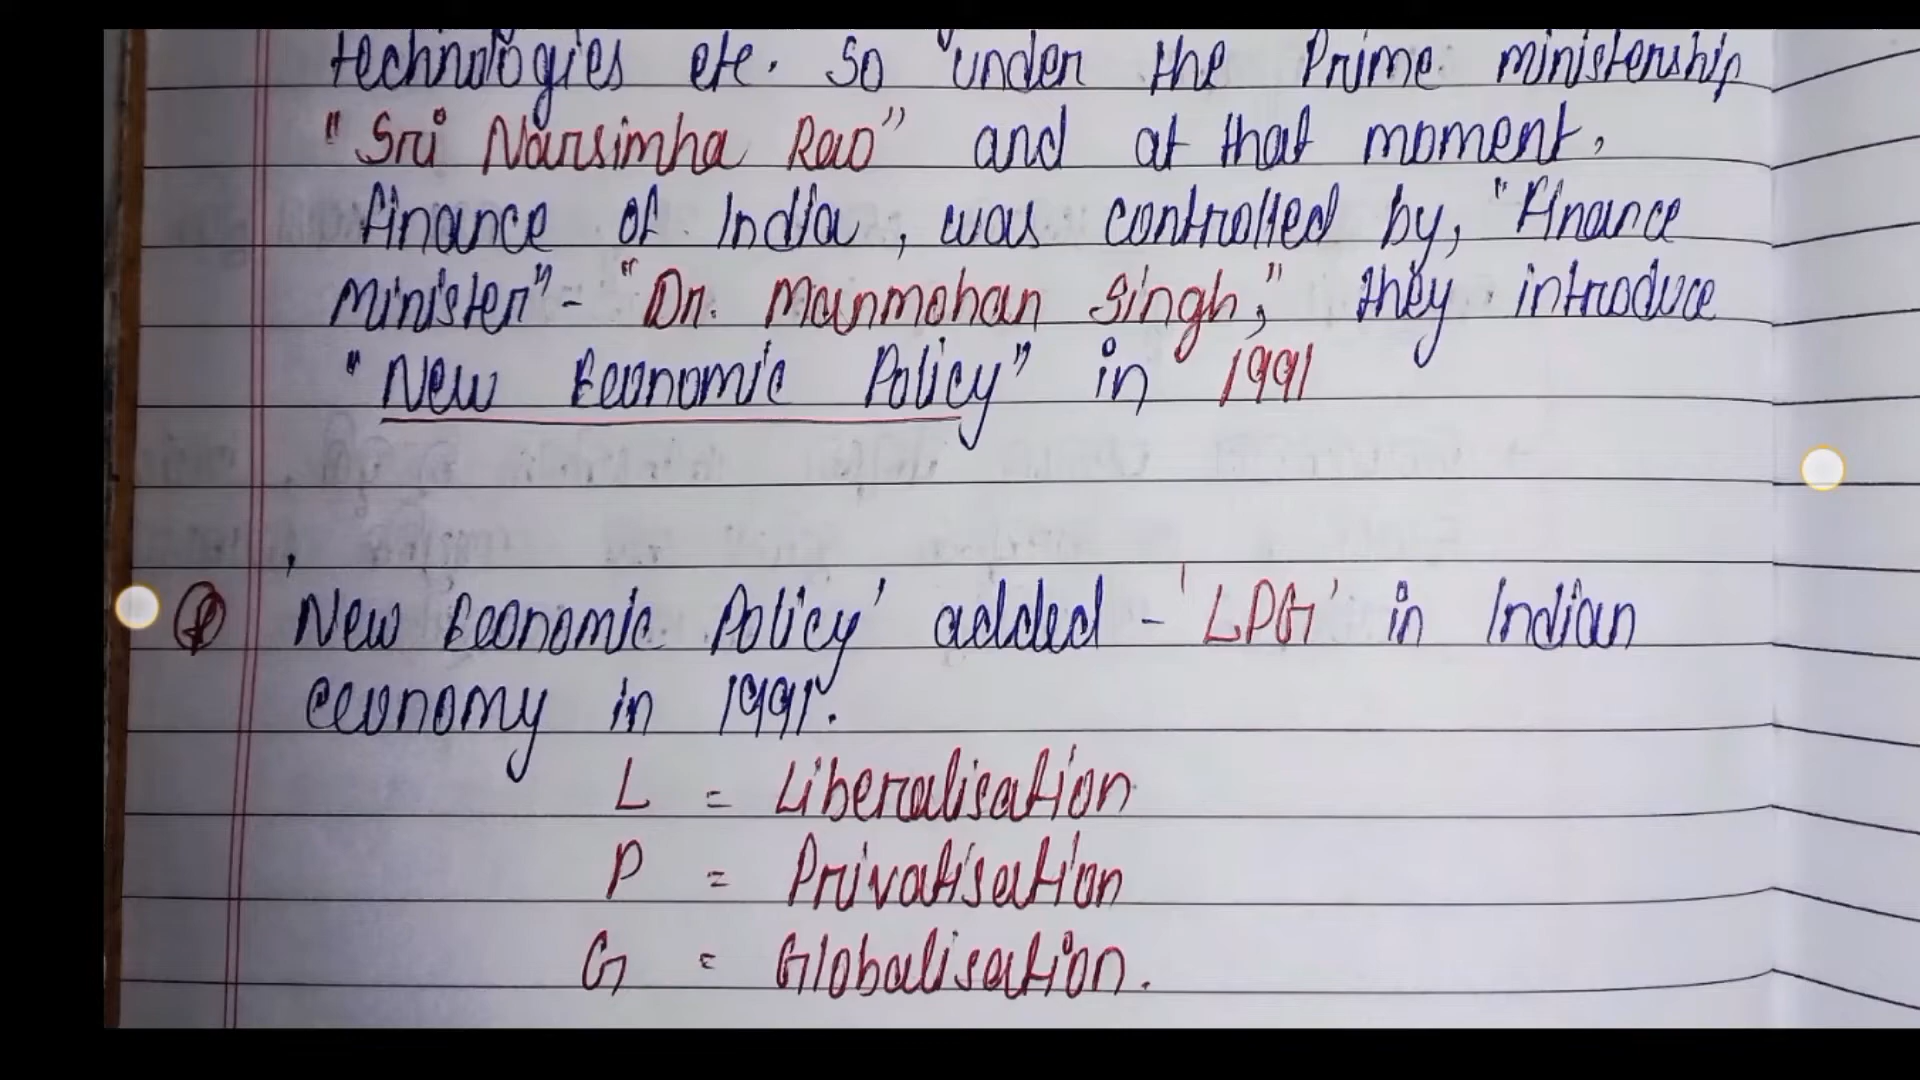 technologies etc. So under the Prime ministership
"Sri Narsimha Rao" and at that moment,
finance of India, was controlled by, "Finance
minister" - "Dr. Manmohan Singh," they introduce
"New Economic Policy" in 1991
'New Economic Policy' added - 'LPG' in Indian
economy in 1991.
L = Liberalisation
P = Privatisation
G = Globalisation.